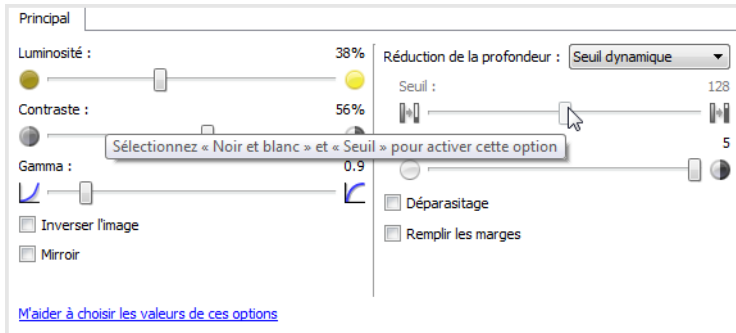 Principal
Luminosité : 38%
Contraste : 56%
Gamma : 0.9
Inverser l'image
Mirroir
M'aider à choisir les valeurs de ces options
Réduction de la profondeur : Seuil dynamique
Seuil : 128
Sélectionnez « Noir et blanc » et « Seuil » pour activer cette option
5
Déparasitage
Remplir les marges